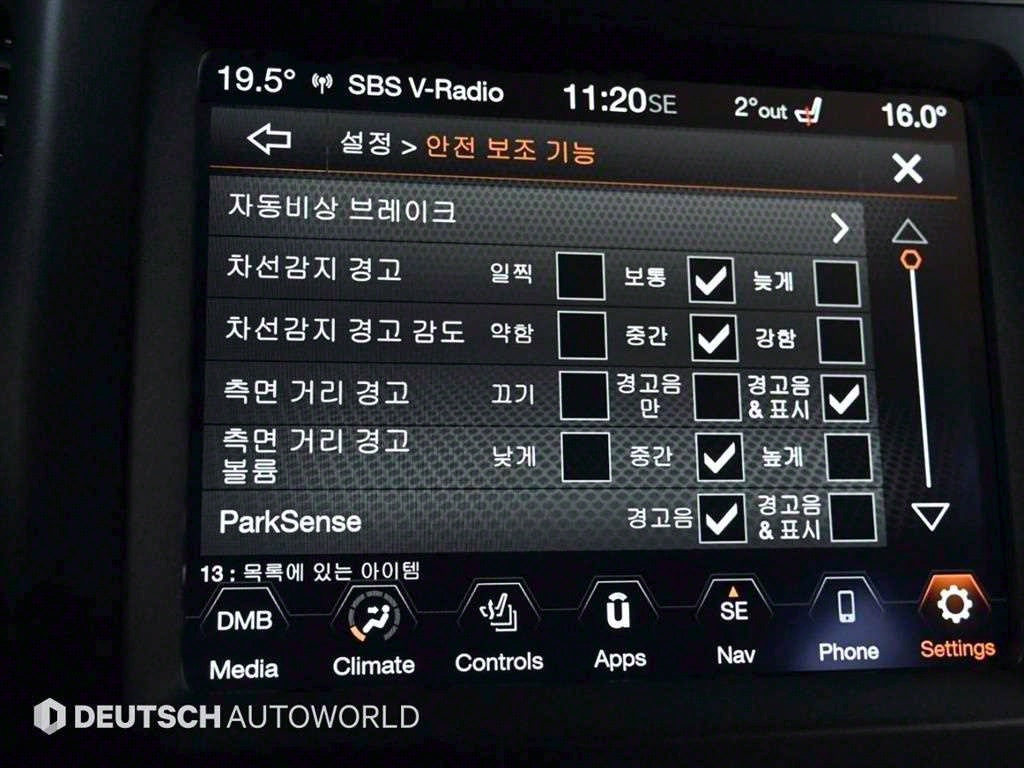 19.5° SBS V-Radio 11:20SE 2°out 16.0°
설정 > 안전 보조 기능
자동비상 브레이크
차선감지 경고 일찍 보통 늦게
차선감지 경고 감도 약함 중간 강함
측면 거리 경고 끄기 경고음만 경고음 & 표시
측면 거리 경고 볼륨 낮게 중간 높게
ParkSense 경고음 경고음 & 표시
13 : 목록에 있는 아이템
DMB SE
Media Climate Controls Apps Nav Phone Settings
DEUTSCH AUTOWORLD